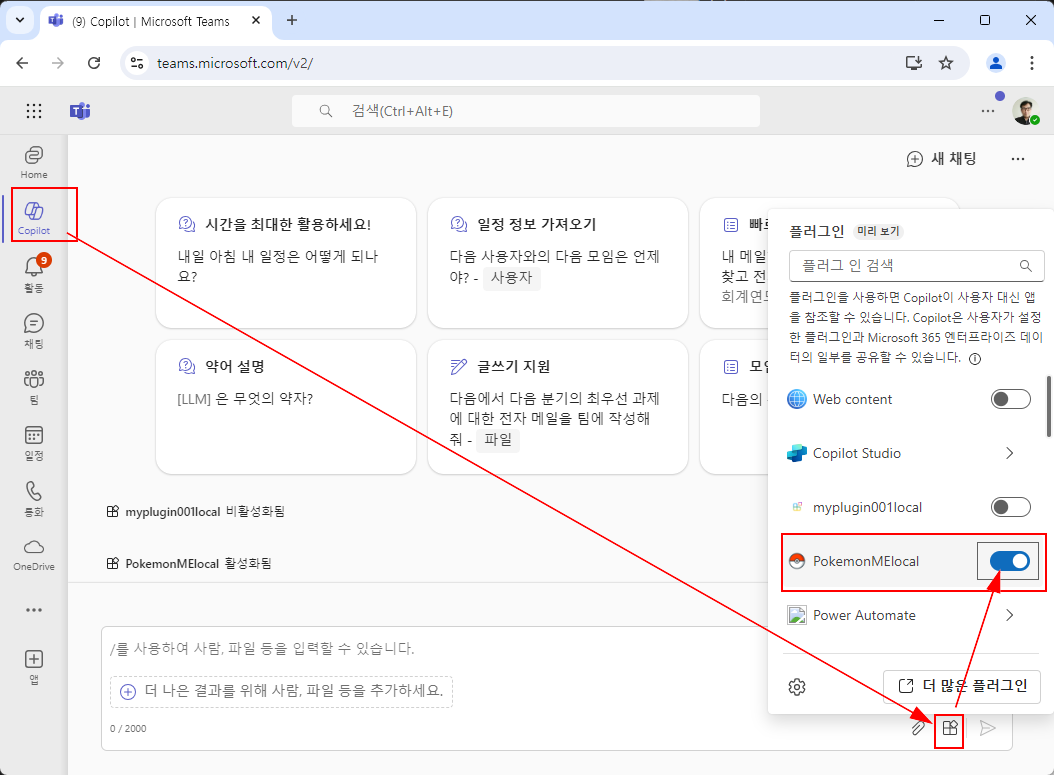 (9) Copilot | Microsoft Teams
teams.microsoft.com/v2/
검색(Ctrl+Alt+E)
Home
Copilot
9
활동
채팅
팀
일정
통화
OneDrive
앱
새 채팅
시간을 최대한 활용하세요!
내일 아침 내 일정은 어떻게 되나
요?
일정 정보 가져오기
다음 사용자와의 다음 모임은 언제
야? - 사용자
내 메일
찾고 전
회계연도
약어 설명
[LLM] 은 무엇의 약자?
글쓰기 지원
다음에서 다음 분기의 최우선 과제
에 대한 전자 메일을 팀에 작성해
줘 - 파일
다음의
myplugin001local 비활성화됨
PokemonMElocal 활성화됨
/를 사용하여 사람, 파일 등을 입력할 수 있습니다.
더 나은 결과를 위해 사람, 파일 등을 추가하세요.
0 / 2000
플러그인 미리 보기
플러그 인 검색
플러그인을 사용하면 Copilot이 사용자 대신 앱
을 참조할 수 있습니다. Copilot은 사용자가 설정
한 플러그인과 Microsoft 365 엔터프라이즈 데이
터의 일부를 공유할 수 있습니다.
Web content
Copilot Studio
myplugin001local
PokemonMElocal
Power Automate
더 많은 플러그인